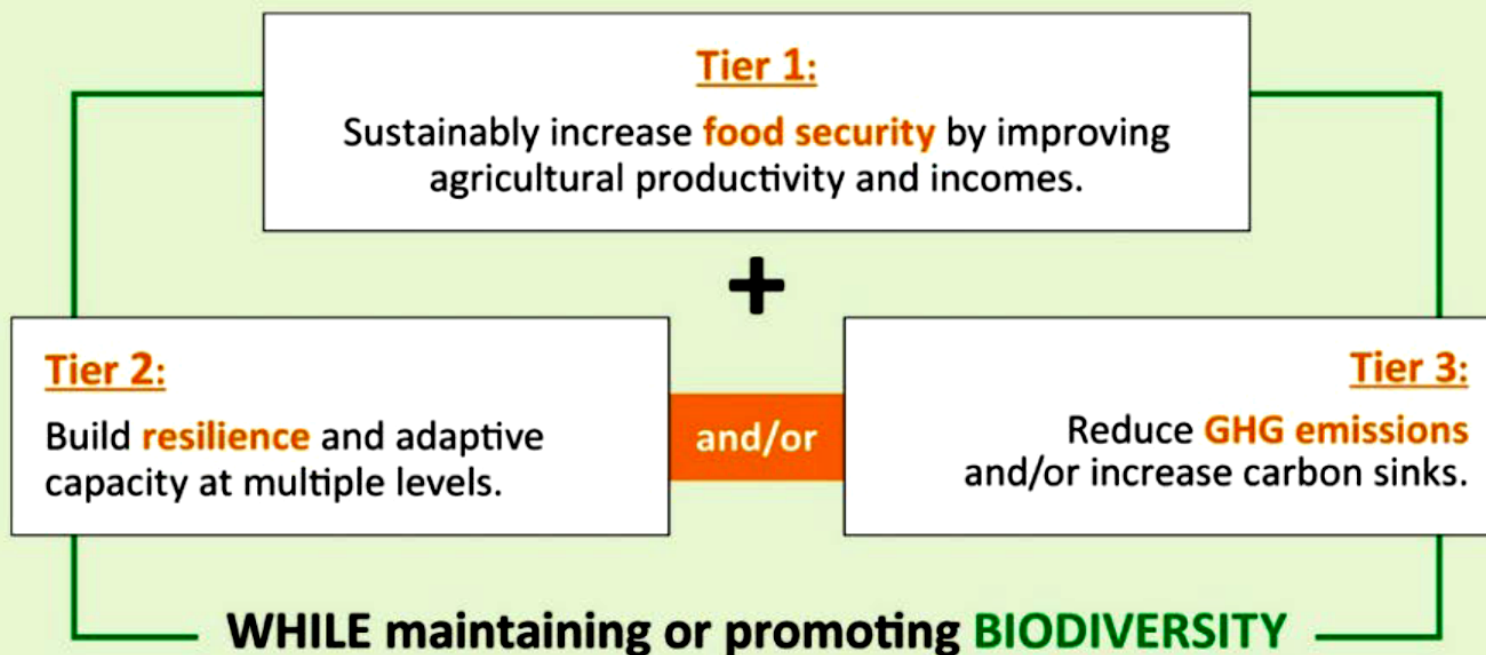 Tier 1:
Sustainably increase food security by improving
agricultural productivity and incomes.
+
Tier 2:
Build resilience and adaptive
capacity at multiple levels.
and/or
Tier 3:
Reduce GHG emissions
and/or increase carbon sinks.
WHILE maintaining or promoting BIODIVERSITY